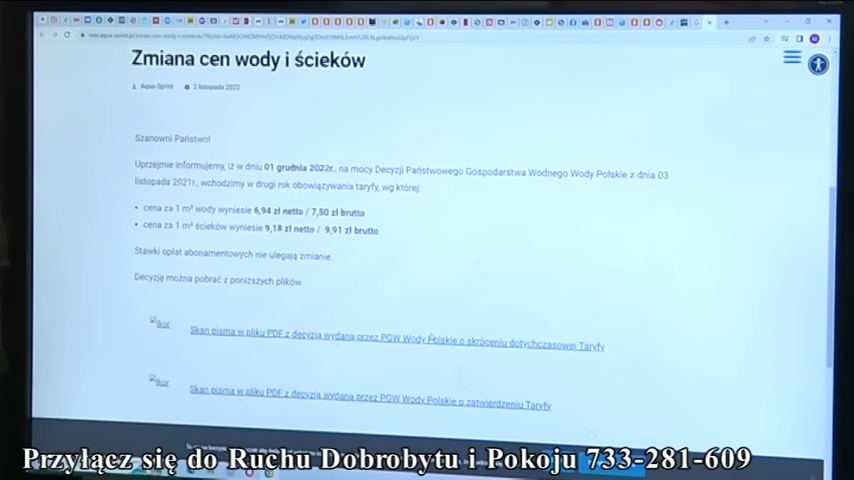 Zmiana cen wody i ścieków
Aqua-Sprint 2 listopada 2022
Szanowni Państwo!
Uprzejmie informujemy, iż w dniu 01 grudnia 2022r., na mocy Decyzji Państwowego Gospodarstwa Wodnego Wody Polskie z dnia 03
listopada 2021r., wchodzimy w drugi rok obowiązywania taryfy, wg której:
• cena za 1 m³ wody wyniesie 6,94 zł netto / 7,50 zł brutto
• cena za 1 m³ ścieków wyniesie 9,18 zł netto / 9,91 zł brutto
Stawki opłat abonamentowych nie ulegają zmianie.
Decyzję można pobrać z poniższych plików.
Ikor Skan pisma w pliku PDF z decyzją wydaną przez PGW Wody Polskie o skróceniu dotychczasowej Taryfy
Ikor Skan pisma w pliku PDF z decyzją wydaną przez PGW Wody Polskie o zatwierdzeniu Taryfy
Przyłącz się do Ruchu Dobrobytu i Pokoju 733-281-609